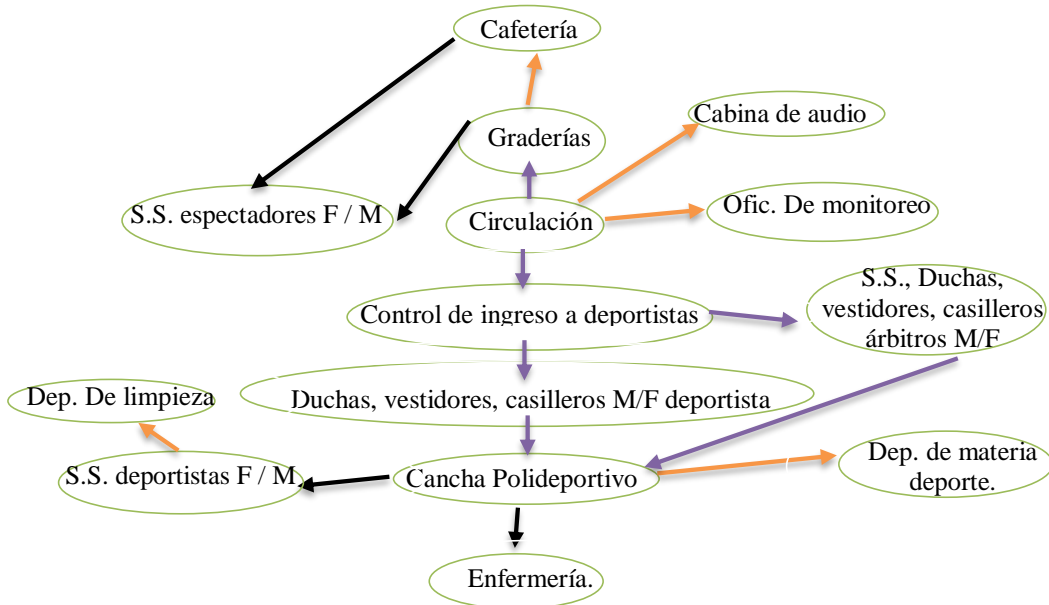 Cafetería
Cabina de audio
Graderías
S.S. espectadores F / M
Circulación
Ofic. De monitoreo
S.S., Duchas,
vestidores, casilleros
árbitros M/F
Control de ingreso a deportistas
Dep. De limpieza
Duchas, vestidores, casilleros M/F deportista
S.S. deportistas F / M
Cancha Polideportivo
Dep. de materia
deporte.
Enfermería.